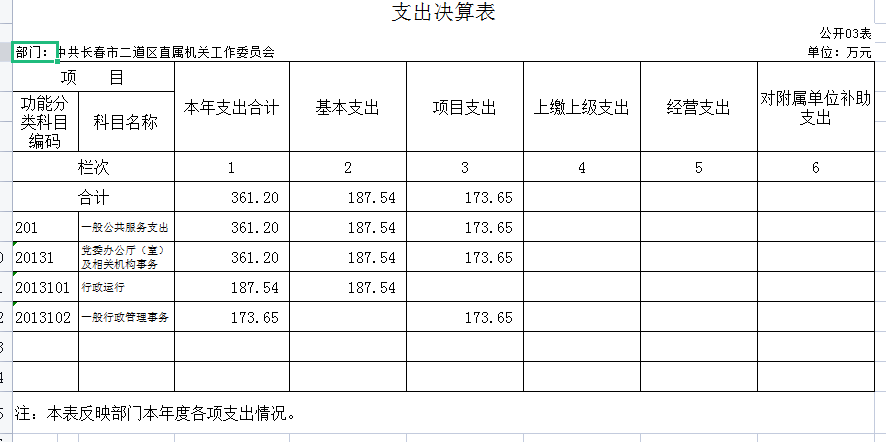 支出决算表
公开03表
部门：中共长春市二道区直属机关工作委员会 单位：万元
项 目 本年支出合计 基本支出 项目支出 上缴上级支出 经营支出 对附属单位补助支出
功能分类科目编码 科目名称
栏次 1 2 3 4 5 6
合计 361.20 187.54 173.65
201 一般公共服务支出 361.20 187.54 173.65
20131 党委办公厅（室）及相关机构事务 361.20 187.54 173.65
2013101 行政运行 187.54 187.54
2013102 一般行政管理事务 173.65 173.65
注：本表反映部门本年度各项支出情况。